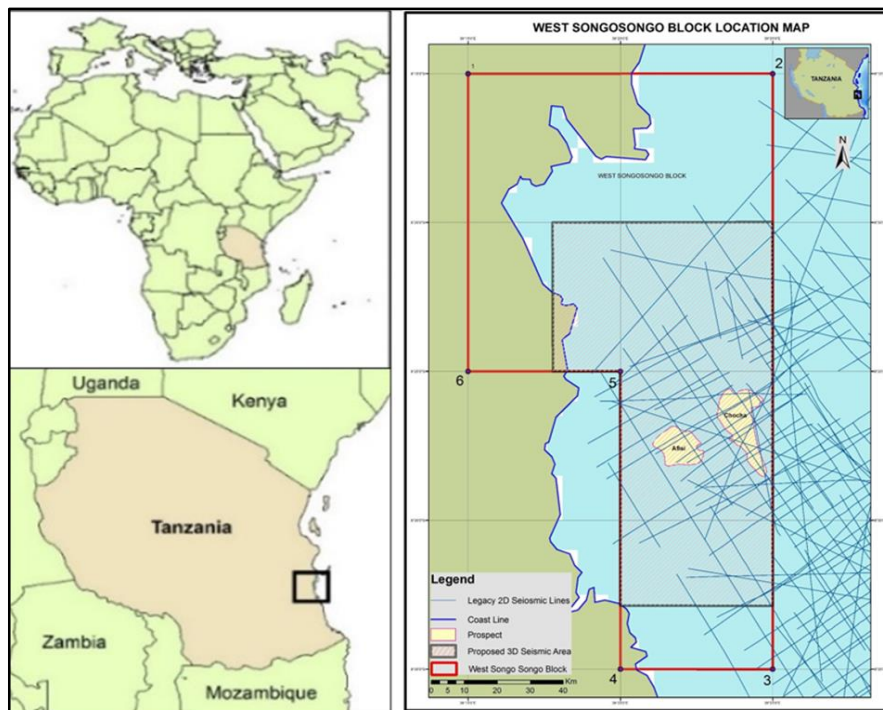 Uganda
Kenya
Tanzania
Zambia
Mozambique
WEST SONGOSONGO BLOCK LOCATION MAP
1
2
TANZANIA
N
WEST SONGOSONGO BLOCK
6
5
Chocha
Afisi
Legend
Legacy 2D Seiosmic Lines
Coast Line
Prospect
Proposed 3D Seismic Area
West Songo Songo Block
Km
0 5 10 20 30 40
4
3